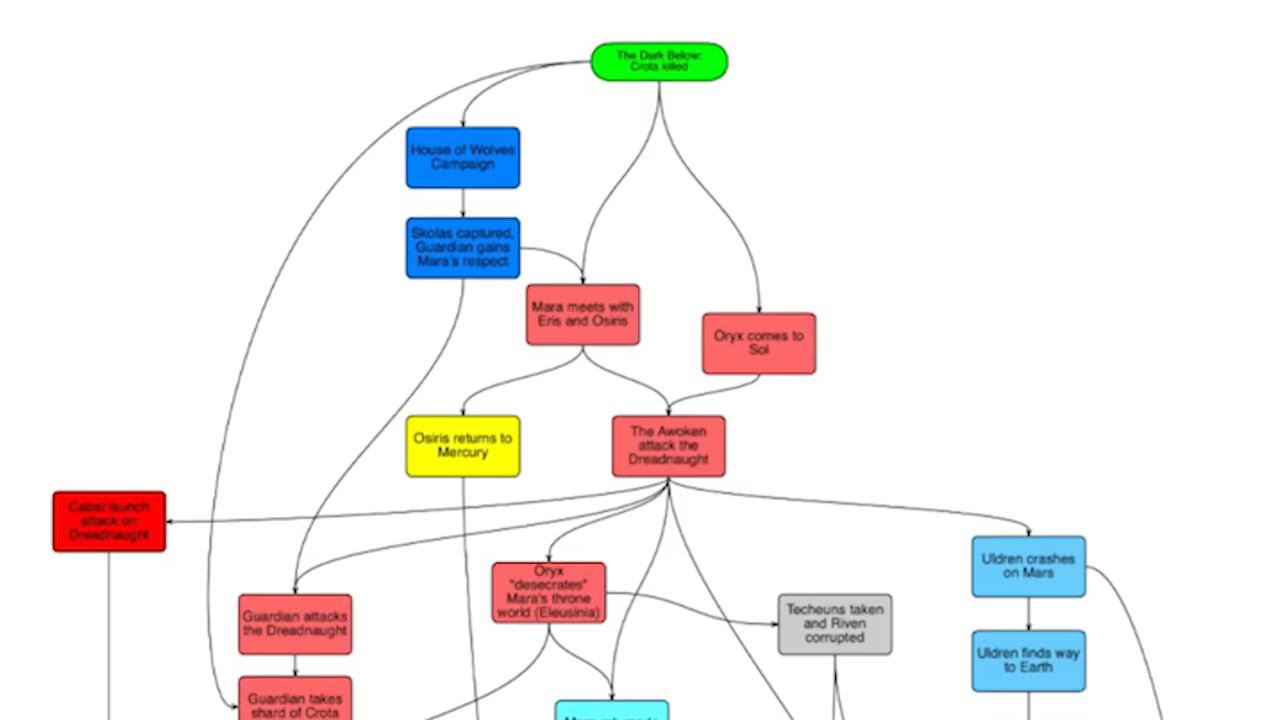 The Dark Below:
Crota killed
House of Wolves
Campaign
Skolas captured,
Guardian gains
Mara's respect
Mara meets with
Eris and Osiris
Oryx comes to
Sol
Osiris returns to
Mercury
The Awoken
attack the
Dreadnaught
Cabal launch
attack on
Dreadnaught
Uldren crashes
on Mars
Oryx
"desecrates"
Mara's throne
world (Eleusinia)
Guardian attacks
the Dreadnaught
Techeuns taken
and Riven
corrupted
Uldren finds way
to Earth
Guardian takes
shard of Crota